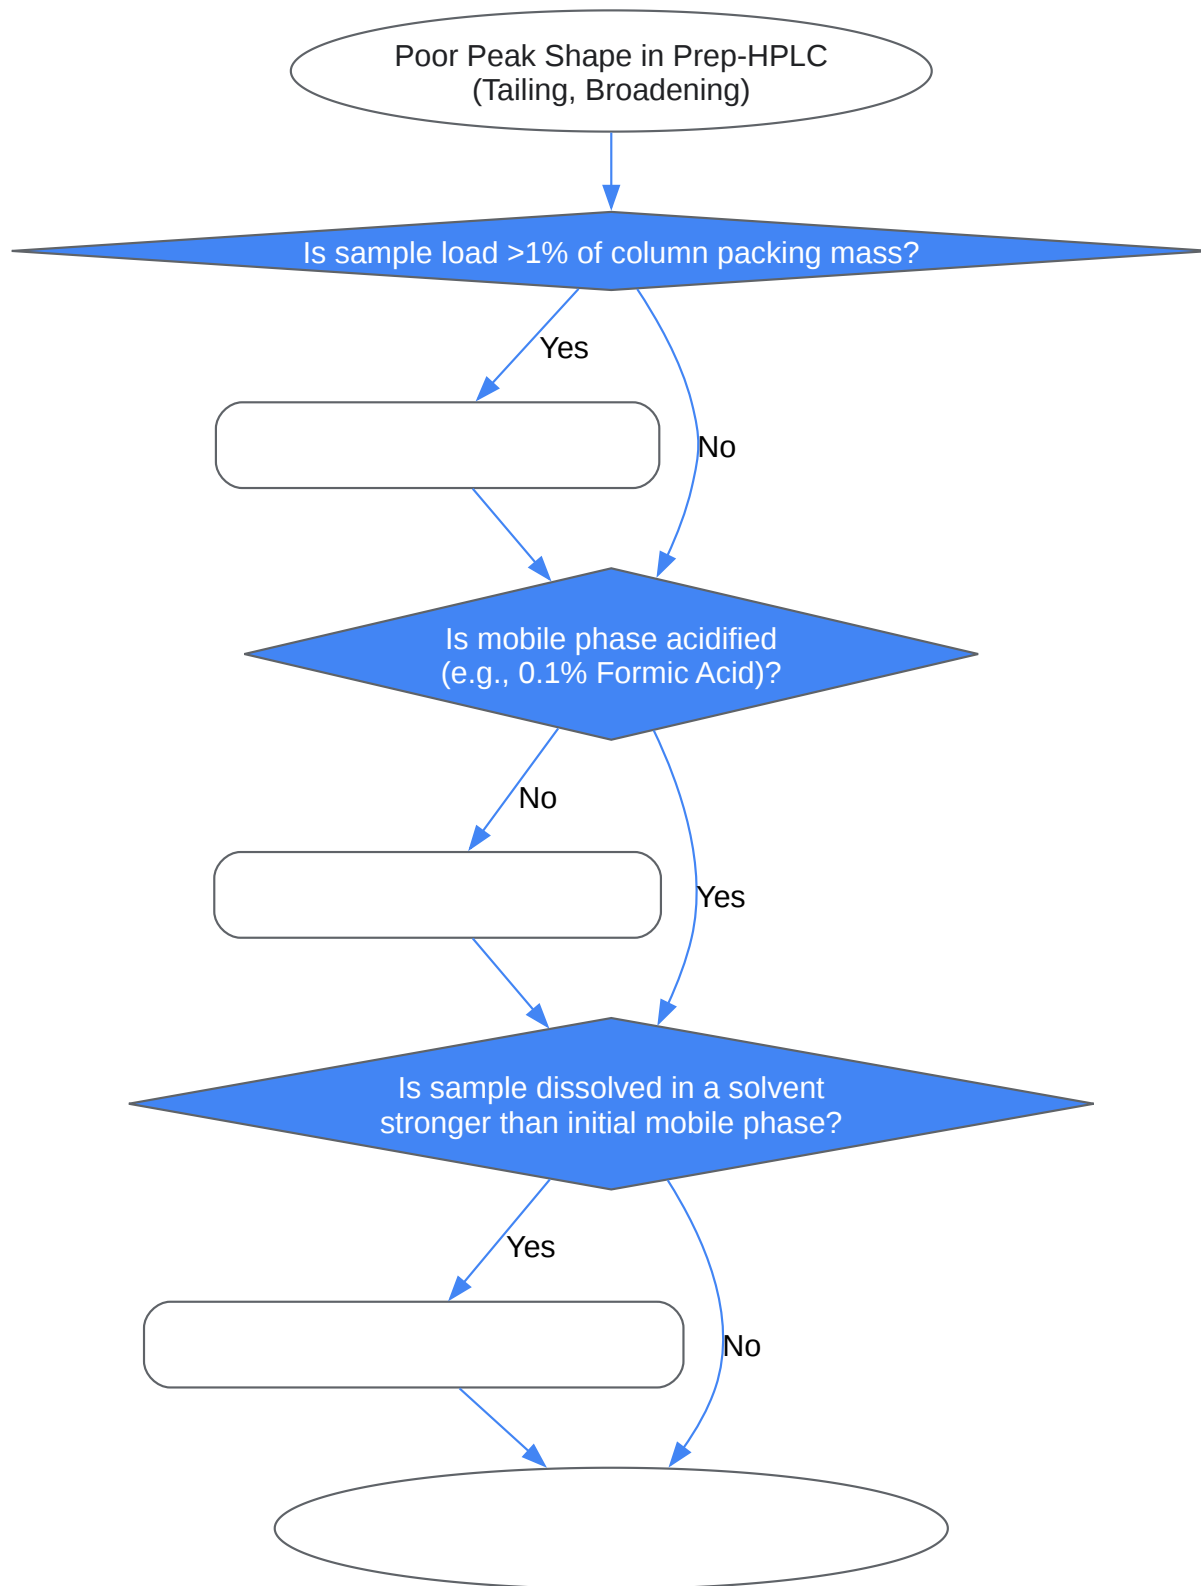 Poor Peak Shape in Prep-HPLC
(Tailing, Broadening)
Is sample load >1% of column packing mass?
Yes
No
Is mobile phase acidified
(e.g., 0.1% Formic Acid)?
No
Yes
Is sample dissolved in a solvent
stronger than initial mobile phase?
Yes
No